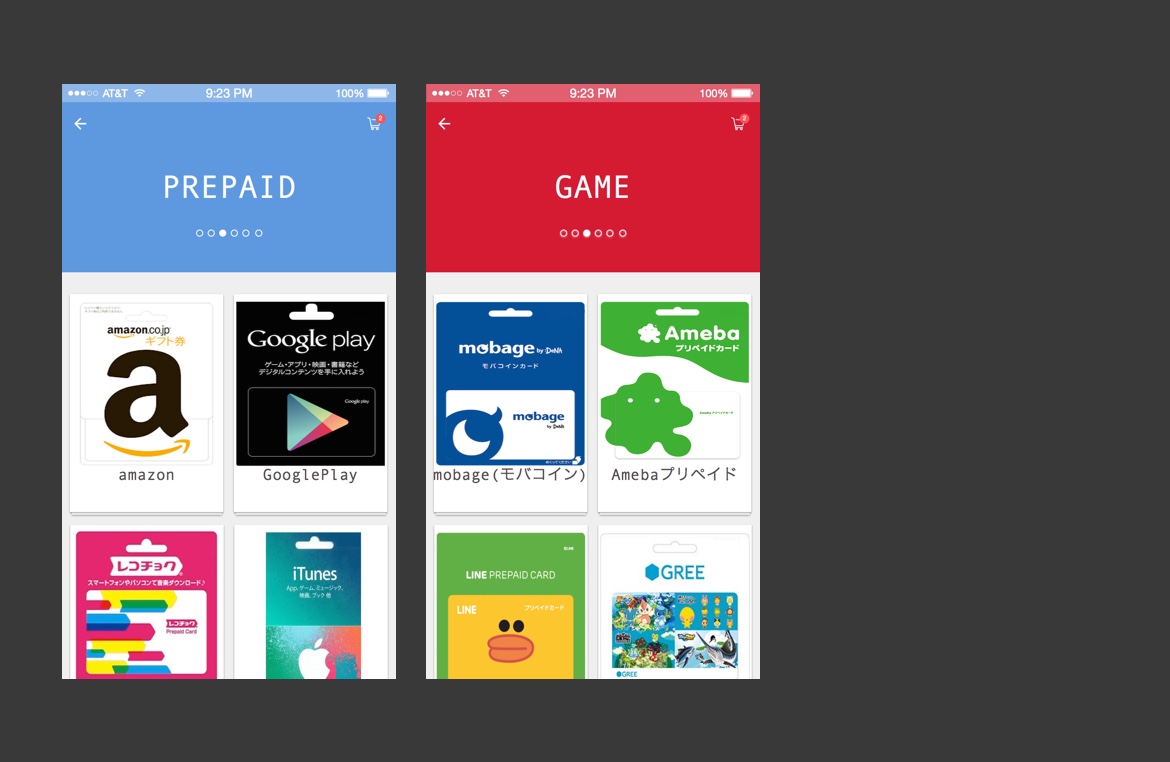 AT&T 9:23 PM 100%
2
PREPAID
amazon.co.jp
ギフト券
a
amazon
Google play
ゲーム・アプリ・映画・書籍など
デジタルコンテンツを手に入れよう
Google play
GooglePlay
レコチョク
スマートフォンやパソコンで音楽ダウンロード♪
レコチョク
Prepaid Card
iTunes
App, ゲーム, ミュージック,
映画, ブック 他
AT&T 9:23 PM 100%
2
GAME
mobage by DeNA
モバコインカード
mobage
by DeNA
mobage(モバコイン)
Ameba
プリペイドカード
Ameba プリペイドカード
Amebaプリペイド
LINE PREPAID CARD
LINE プリペイドカード
GREE
GREE